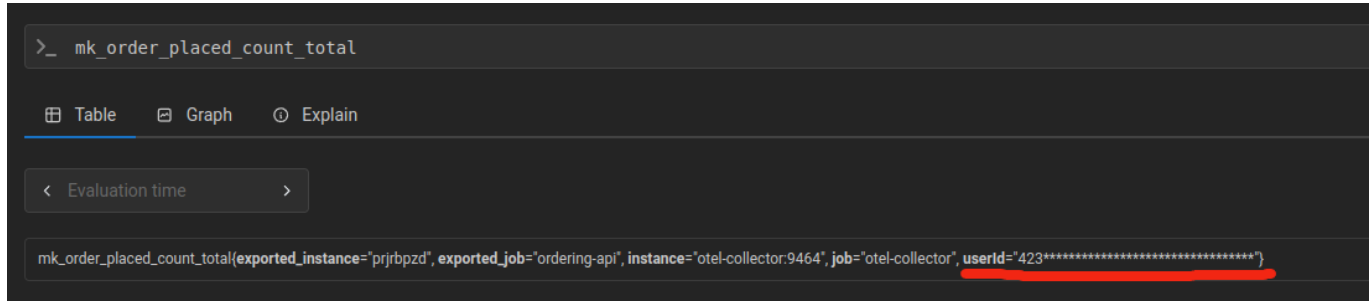 >_ mk_order_placed_count_total
Table Graph Explain
< Evaluation time >
mk_order_placed_count_total{exported_instance="prjrbpzd", exported_job="ordering-api", instance="otel-collector:9464", job="otel-collector", userId="423*********************************"}